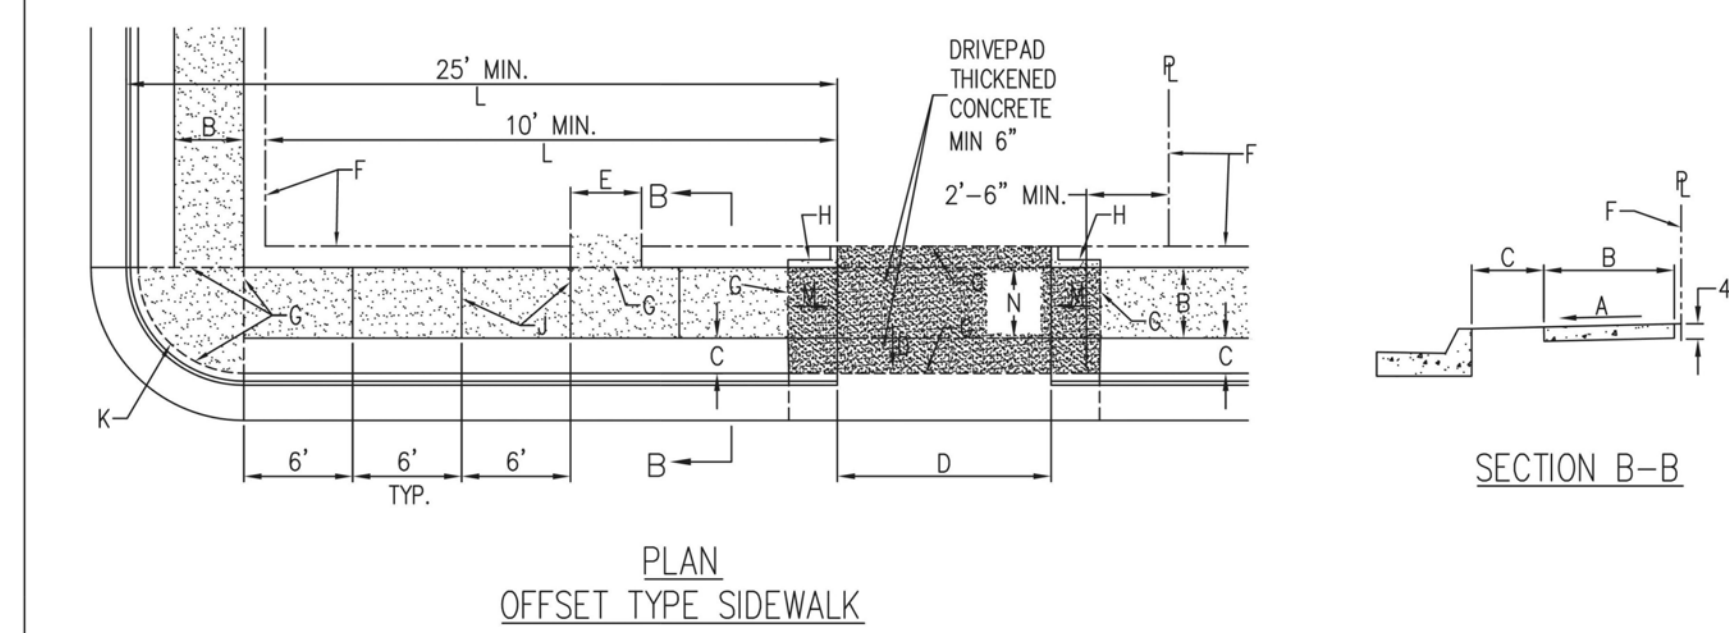 DRIVEPAD
THICKENED
CONCRETE
MIN 6"
25' MIN.
L
10' MIN.
L
B
F
E
B
H
2'-6" MIN.
H
PL
F
G
G
M
G
N
M
B
G
G
J
G
C
G
D
C
K
6'
6'
6'
TYP.
B
D
PLAN
OFFSET TYPE SIDEWALK
PL
F
C
B
A
4
SECTION B-B